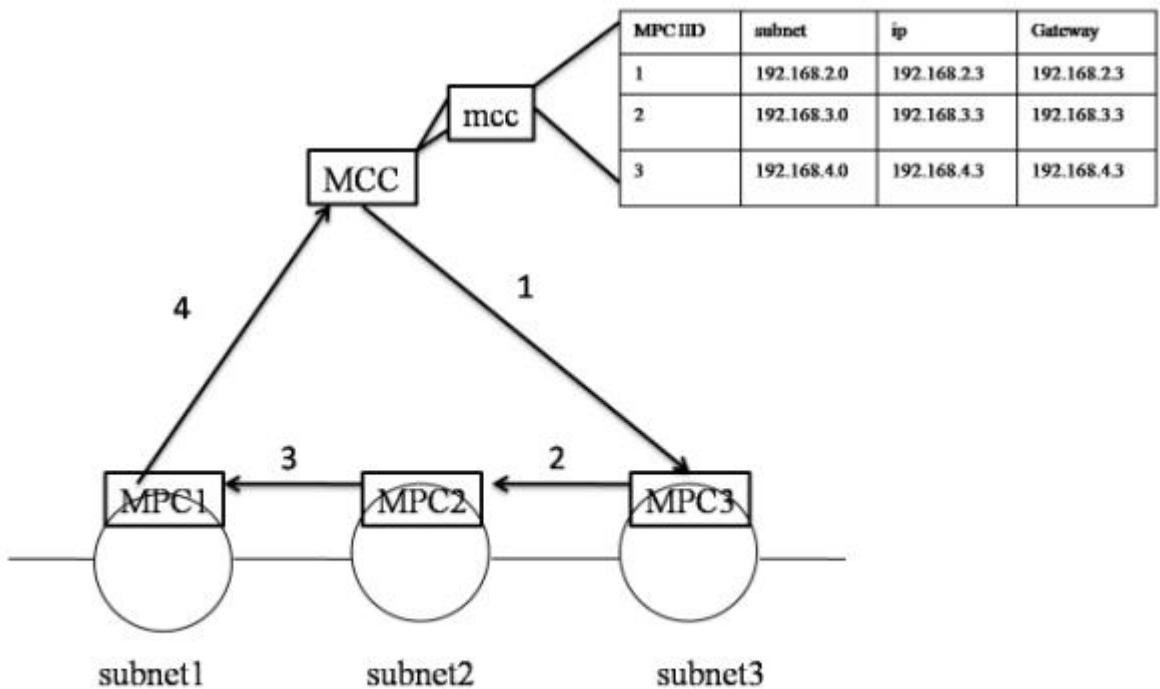 MPC IID subnet ip Gateway
1 192.168.2.0 192.168.2.3 192.168.2.3
2 192.168.3.0 192.168.3.3 192.168.3.3
3 192.168.4.0 192.168.4.3 192.168.4.3
mcc
MCC
1
4
3 2
MPC1 MPC2 MPC3
subnet1 subnet2 subnet3